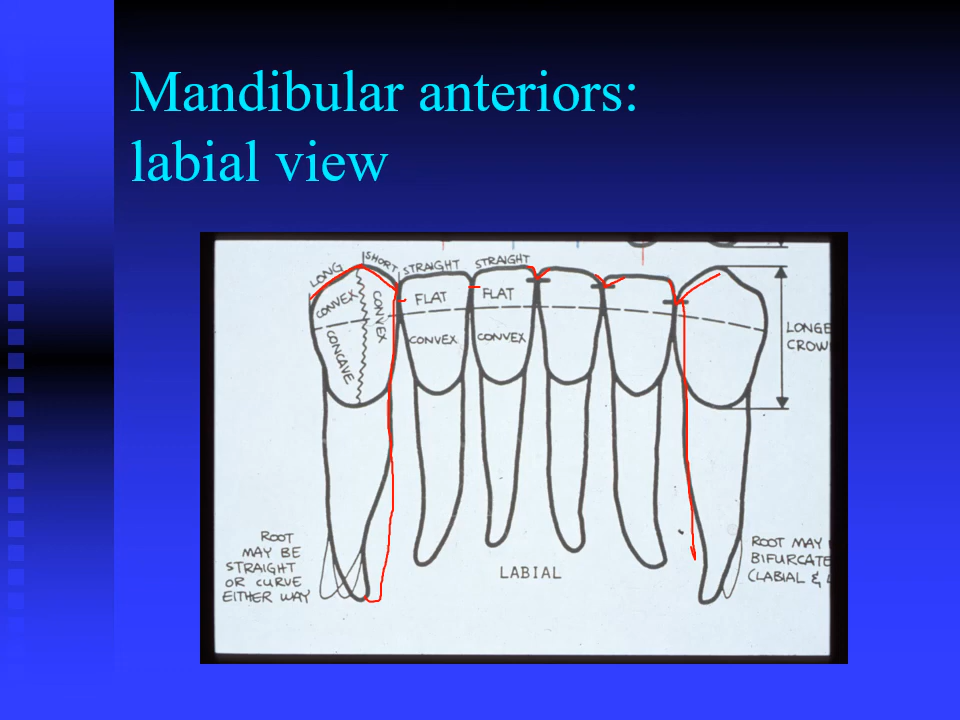 Mandibular anteriors:
labial view
LONG
SHORT
STRAIGHT
STRAIGHT
CONVEX
CONVEX
FLAT
FLAT
CONCAVE
CONVEX
CONVEX
LONGE
CROW
ROOT
MAY BE
STRAIGHT
OR CURVE
EITHER WAY
LABIAL
ROOT MAY
BIFURCATE
(LABIAL &